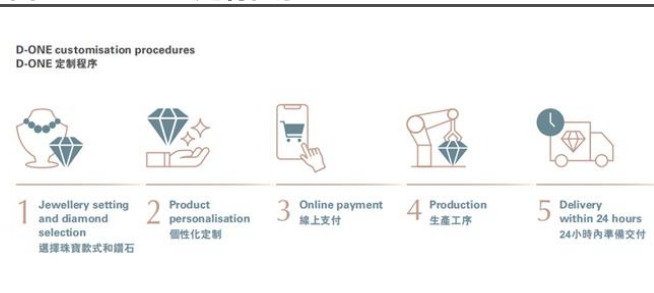 D-ONE customisation procedures
D-ONE 定制程序
1 Jewellery setting
and diamond
selection
選擇珠寶款式和鑽石
2 Product
personalisation
個性化定制
3 Online payment
線上支付
4 Production
生產工序
5 Delivery
within 24 hours
24小時內準備交付